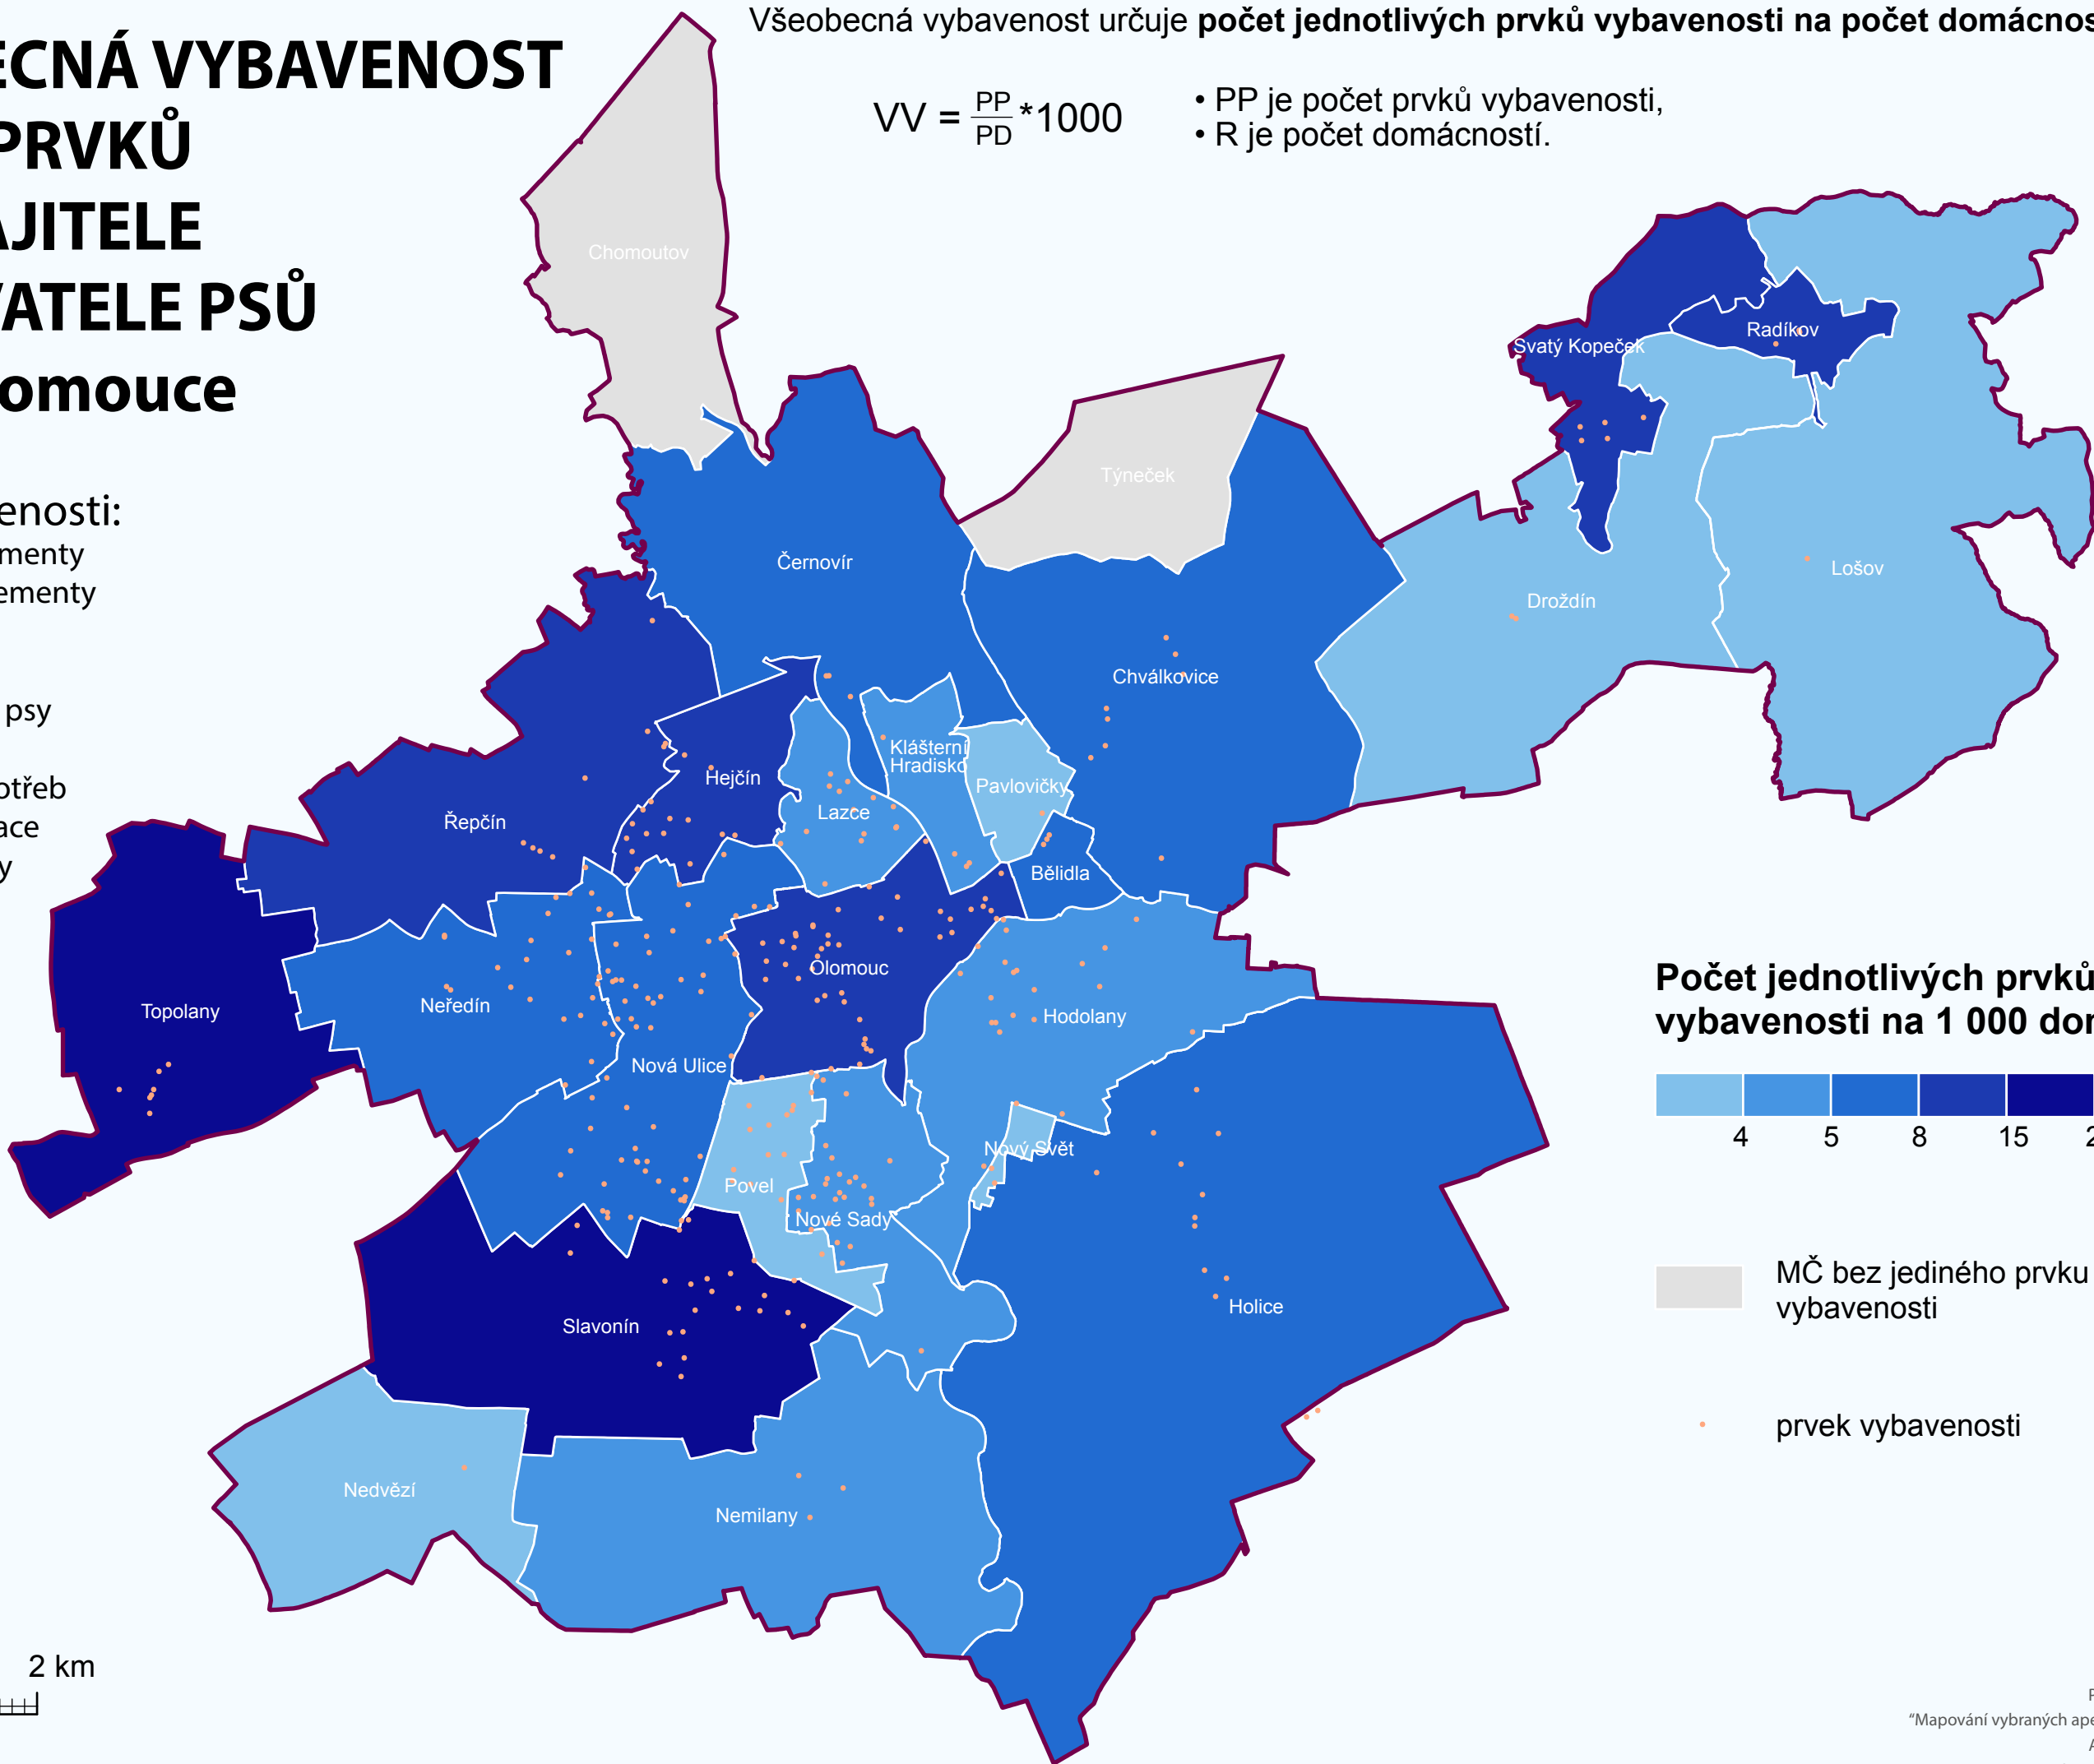 ECNÁ VYBAVENOST
PRVKŮ
AJITELE
VATELE PSŮ
omouce
Všeobecná vybavenost určuje počet jednotlivých prvků vybavenosti na počet domácnos
VV = PP/PD *1000
• PP je počet prvků vybavenosti,
• R je počet domácností.
enosti:
menty
ementy
psy
otřeb
ace
y
Chomoutov
Týneček
Svatý Kopeček
Radíkov
Černovír
Droždín
Lošov
Chválkovice
Klášterní
Hradisko
Pavlovičky
Hejčín
Lazce
Řepčín
Bělidla
Olomouc
Topolany
Neředín
Hodolany
Nová Ulice
Nový Svět
Povel
Nové Sady
Holice
Slavonín
Nedvězí
Nemilany
Počet jednotlivých prvků
vybavenosti na 1 000 dor
4 5 8 15 2
MČ bez jediného prvku
vybavenosti
prvek vybavenosti
2 km
P
“Mapování vybraných ape
A